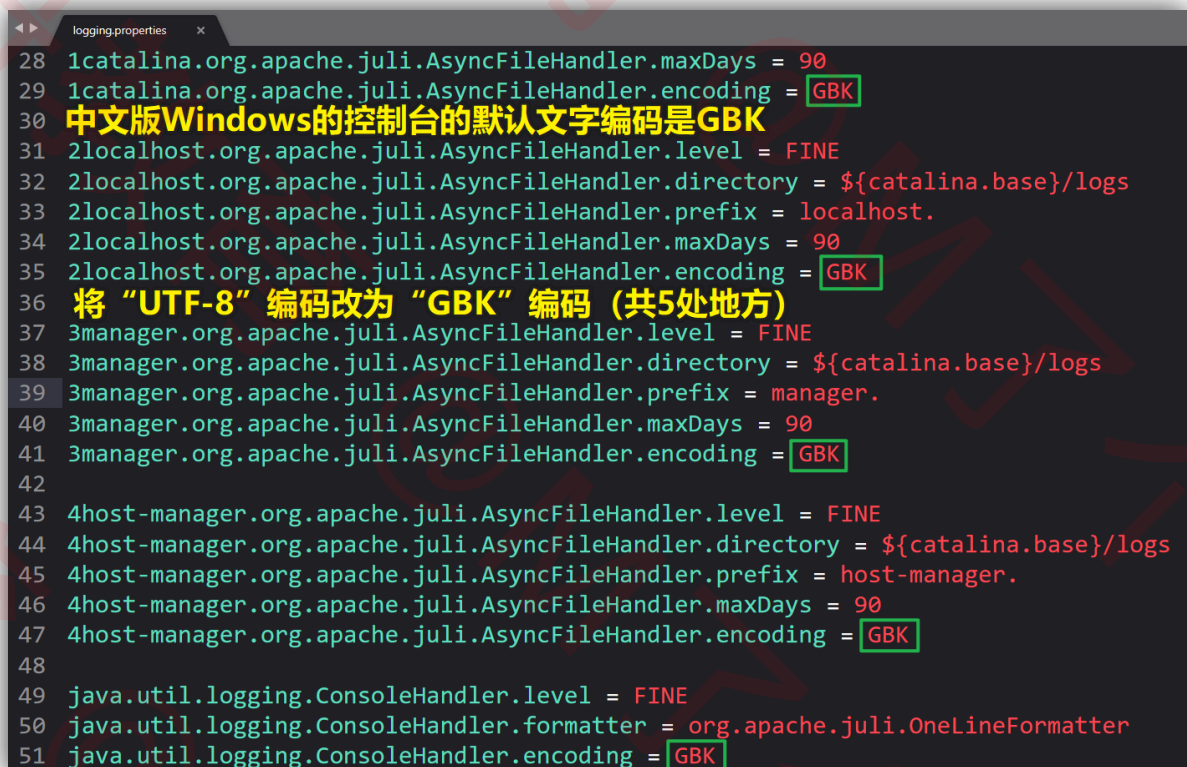 logging.properties ×
28 1catalina.org.apache.juli.AsyncFileHandler.maxDays = 90
29 1catalina.org.apache.juli.AsyncFileHandler.encoding = GBK
30 中文版Windows的控制台的默认文字编码是GBK
31 2localhost.org.apache.juli.AsyncFileHandler.level = FINE
32 2localhost.org.apache.juli.AsyncFileHandler.directory = ${catalina.base}/logs
33 2localhost.org.apache.juli.AsyncFileHandler.prefix = localhost.
34 2localhost.org.apache.juli.AsyncFileHandler.maxDays = 90
35 2localhost.org.apache.juli.AsyncFileHandler.encoding = GBK
36 将“UTF-8”编码改为“GBK”编码（共5处地方）
37 3manager.org.apache.juli.AsyncFileHandler.level = FINE
38 3manager.org.apache.juli.AsyncFileHandler.directory = ${catalina.base}/logs
39 3manager.org.apache.juli.AsyncFileHandler.prefix = manager.
40 3manager.org.apache.juli.AsyncFileHandler.maxDays = 90
41 3manager.org.apache.juli.AsyncFileHandler.encoding = GBK
42
43 4host-manager.org.apache.juli.AsyncFileHandler.level = FINE
44 4host-manager.org.apache.juli.AsyncFileHandler.directory = ${catalina.base}/logs
45 4host-manager.org.apache.juli.AsyncFileHandler.prefix = host-manager.
46 4host-manager.org.apache.juli.AsyncFileHandler.maxDays = 90
47 4host-manager.org.apache.juli.AsyncFileHandler.encoding = GBK
48
49 java.util.logging.ConsoleHandler.level = FINE
50 java.util.logging.ConsoleHandler.formatter = org.apache.juli.OneLineFormatter
51 java.util.logging.ConsoleHandler.encoding = GBK